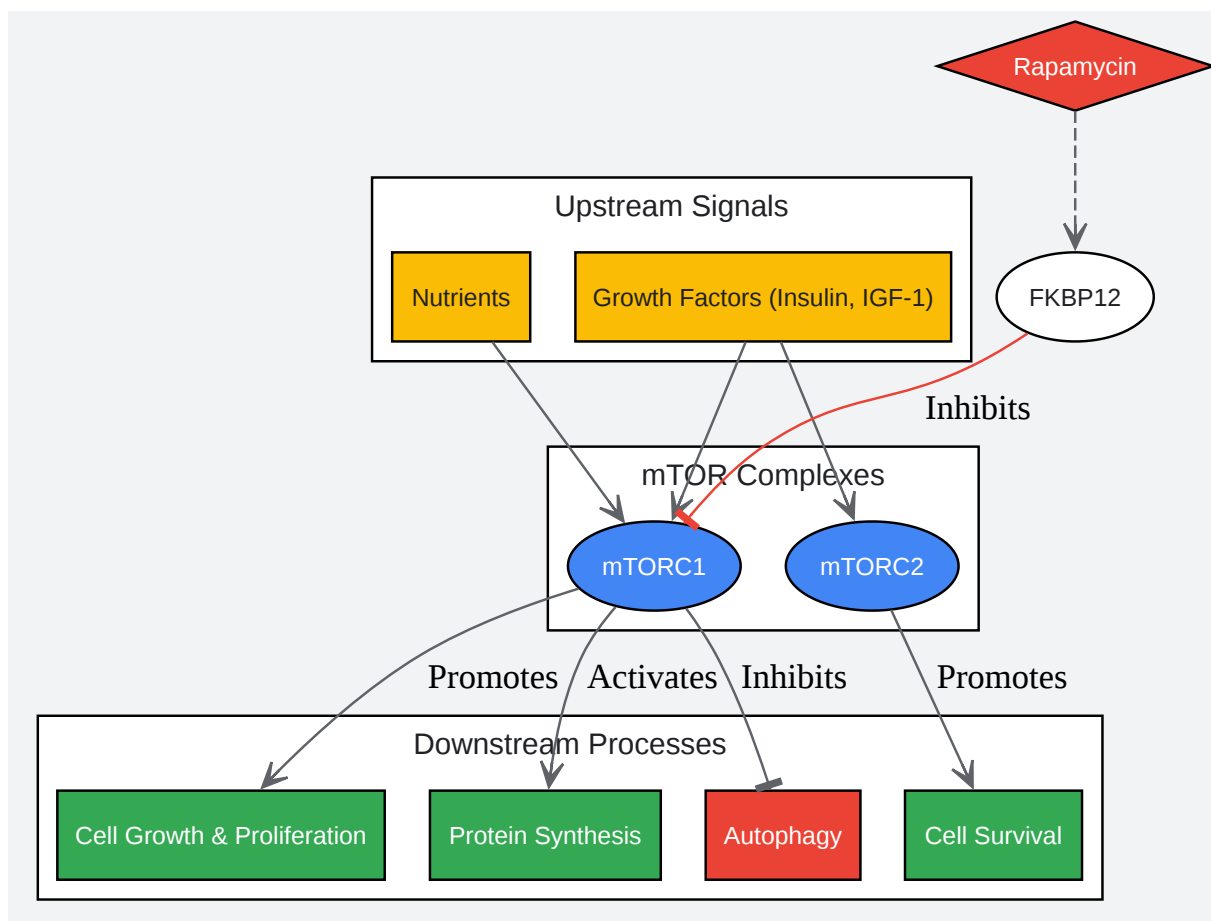 Rapamycin
Upstream Signals
Nutrients
Growth Factors (Insulin, IGF-1)
FKBP12
Inhibits
mTOR Complexes
mTORC1
mTORC2
Promotes
Activates
Inhibits
Promotes
Downstream Processes
Cell Growth & Proliferation
Protein Synthesis
Autophagy
Cell Survival